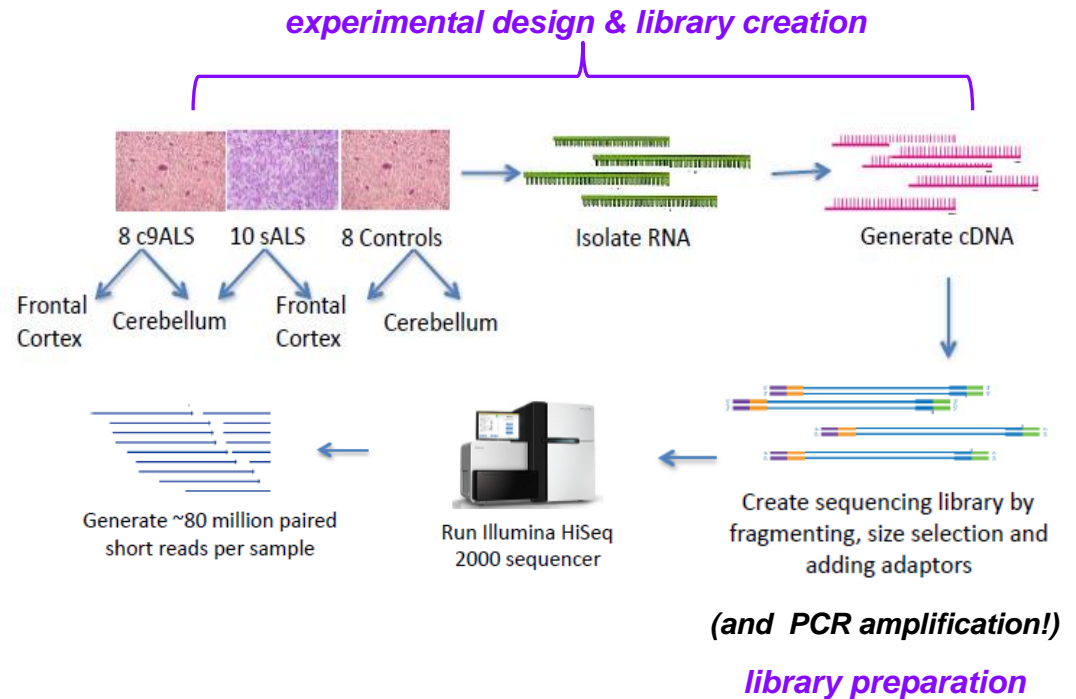 experimental design & library creation
8 c9ALS
10 sALS
8 Controls
Isolate RNA
Generate cDNA
Frontal
Cortex
Cerebellum
Frontal
Cortex
Cerebellum
Create sequencing library by
fragmenting, size selection and
adding adaptors
Run Illumina HiSeq
2000 sequencer
Generate ~80 million paired
short reads per sample
(and PCR amplification!)
library preparation